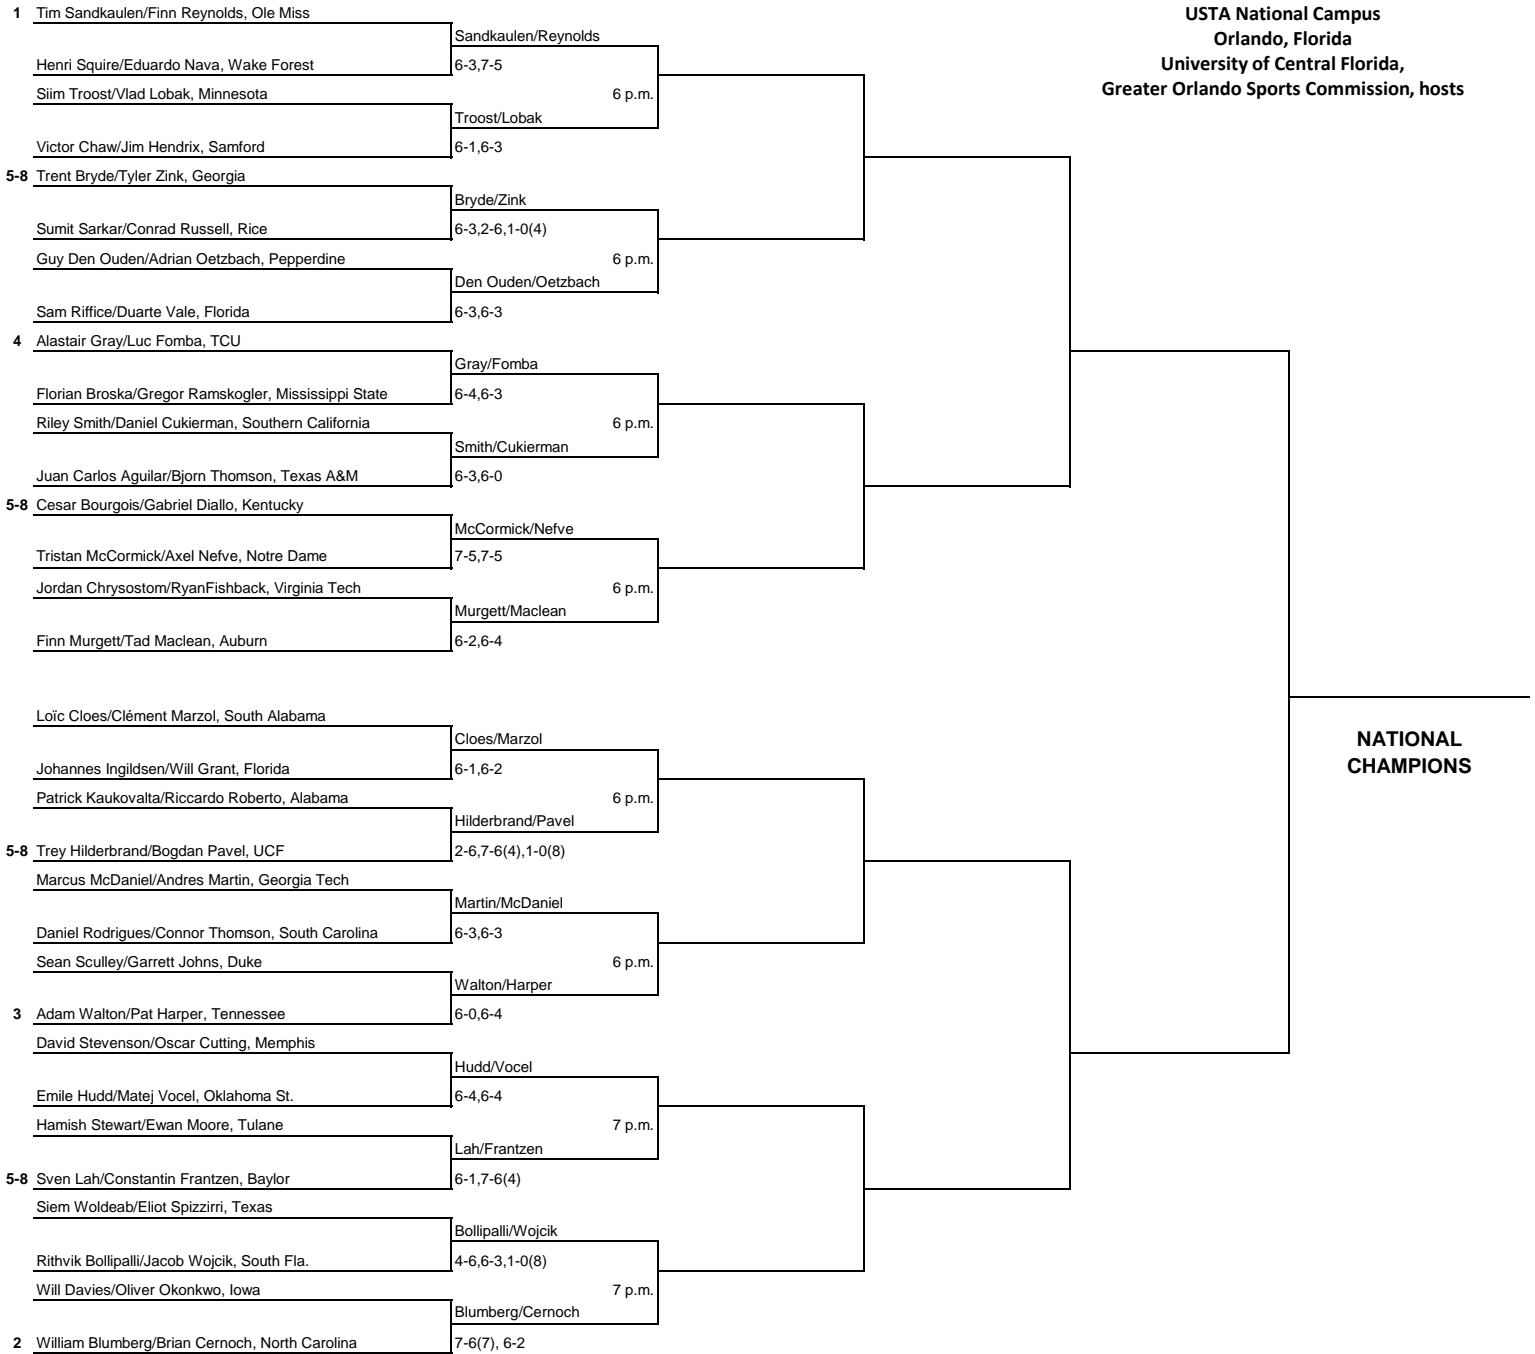 USTA National Campus
Orlando, Florida
University of Central Florida,
Greater Orlando Sports Commission, hosts
1 Tim Sandkaulen/Finn Reynolds, Ole Miss
Sandkaulen/Reynolds
Henri Squire/Eduardo Nava, Wake Forest 6-3,7-5
Siim Troost/Vlad Lobak, Minnesota 6 p.m.
Troost/Lobak
Victor Chaw/Jim Hendrix, Samford 6-1,6-3
5-8 Trent Bryde/Tyler Zink, Georgia
Bryde/Zink
Sumit Sarkar/Conrad Russell, Rice 6-3,2-6,1-0(4)
Guy Den Ouden/Adrian Oetzbach, Pepperdine 6 p.m.
Den Ouden/Oetzbach
Sam Riffice/Duarte Vale, Florida 6-3,6-3
4 Alastair Gray/Luc Fomba, TCU
Gray/Fomba
Florian Broska/Gregor Ramskogler, Mississippi State 6-4,6-3
Riley Smith/Daniel Cukierman, Southern California 6 p.m.
Smith/Cukierman
Juan Carlos Aguilar/Bjorn Thomson, Texas A&M 6-3,6-0
5-8 Cesar Bourgois/Gabriel Diallo, Kentucky
McCormick/Nefve
Tristan McCormick/Axel Nefve, Notre Dame 7-5,7-5
Jordan Chrysostom/RyanFishback, Virginia Tech 6 p.m.
Murgett/Maclean
Finn Murgett/Tad Maclean, Auburn 6-2,6-4
Loïc Cloes/Clément Marzol, South Alabama
Cloes/Marzol
NATIONAL
CHAMPIONS
Johannes Ingildsen/Will Grant, Florida 6-1,6-2
Patrick Kaukovalta/Riccardo Roberto, Alabama 6 p.m.
Hilderbrand/Pavel
5-8 Trey Hilderbrand/Bogdan Pavel, UCF 2-6,7-6(4),1-0(8)
Marcus McDaniel/Andres Martin, Georgia Tech
Martin/McDaniel
Daniel Rodrigues/Connor Thomson, South Carolina 6-3,6-3
Sean Sculley/Garrett Johns, Duke 6 p.m.
Walton/Harper
3 Adam Walton/Pat Harper, Tennessee 6-0,6-4
David Stevenson/Oscar Cutting, Memphis
Hudd/Vocel
Emile Hudd/Matej Vocel, Oklahoma St. 6-4,6-4
Hamish Stewart/Ewan Moore, Tulane 7 p.m.
Lah/Frantzen
5-8 Sven Lah/Constantin Frantzen, Baylor 6-1,7-6(4)
Siem Woldeab/Eliot Spizzirri, Texas
Bollipalli/Wojcik
Rithvik Bollipalli/Jacob Wojcik, South Fla. 4-6,6-3,1-0(8)
Will Davies/Oliver Okonkwo, Iowa 7 p.m.
Blumberg/Cernoch
2 William Blumberg/Brian Cernoch, North Carolina 7-6(7), 6-2